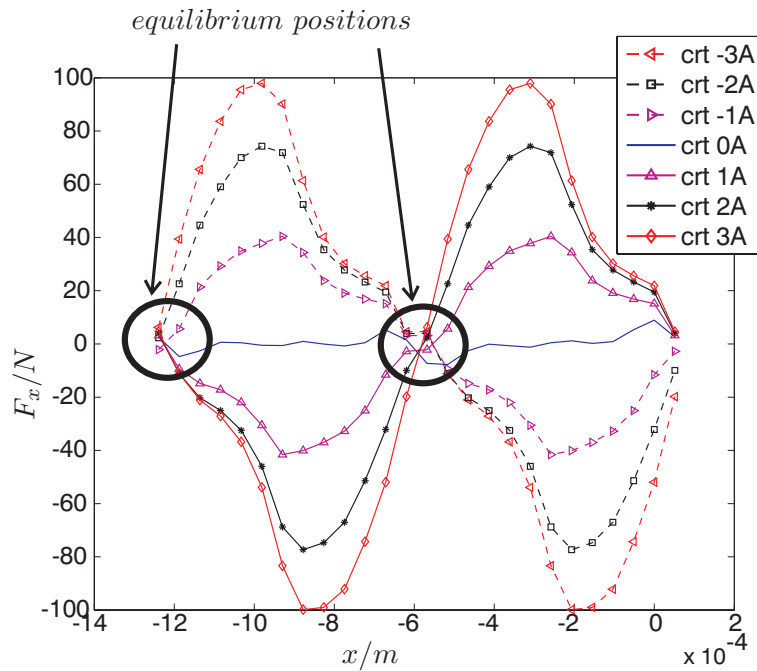 equilibrium positions
crt -3A
crt -2A
crt -1A
crt 0A
crt 1A
crt 2A
crt 3A
100
80
60
40
20
0
-20
-40
-60
-80
-100
F_x/N
-14 -12 -10 -8 -6 -4 -2 0 2
x/m
x 10^-4